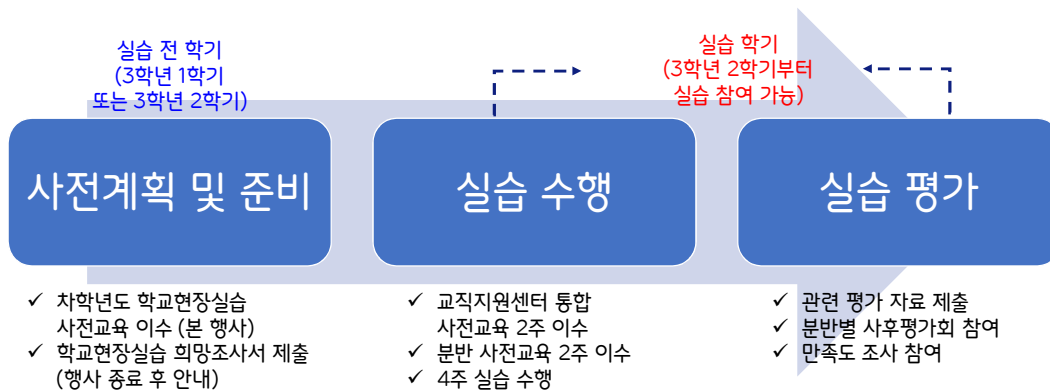 실습 전 학기
(3학년 1학기
또는 3학년 2학기)
실습 학기
(3학년 2학기부터
실습 참여 가능)
사전계획 및 준비
실습 수행
실습 평가
✓ 차학년도 학교현장실습
사전교육 이수 (본 행사)
✓ 학교현장실습 희망조사서 제출
(행사 종료 후 안내)
✓ 교직지원센터 통합
사전교육 2주 이수
✓ 분반 사전교육 2주 이수
✓ 4주 실습 수행
✓ 관련 평가 자료 제출
✓ 분반별 사후평가회 참여
✓ 만족도 조사 참여